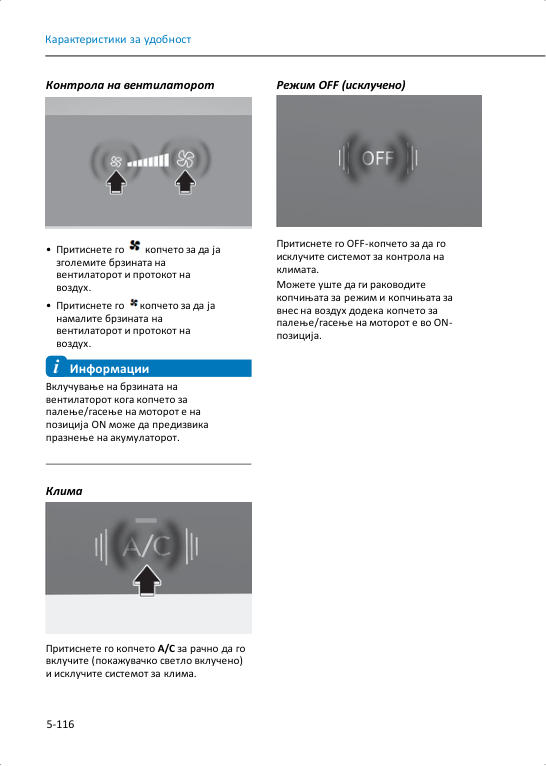 Карактеристики за удобност
Контрола на вентилаторот
• Притиснете го копчето за да ја
зголемите брзината на
вентилаторот и протокот на
воздух.
• Притиснете го копчето за да ја
намалите брзината на
вентилаторот и протокот на
воздух.
i Информации
Вклучување на брзината на
вентилаторот кога копчето за
палење/гасење на моторот е на
позиција ON може да предизвика
празнење на акумулаторот.
Клима
A/C
Притиснете го копчето A/C за рачно да го
вклучите (покажувачко светло вклучено)
и исклучите системот за клима.
Режим OFF (исклучено)
OFF
Притиснете го OFF-копчето за да го
исклучите системот за контрола на
климата.
Можете уште да ги раководите
копчињата за режим и копчињата за
внес на воздух додека копчето за
палење/гасење на моторот е во ON-
позиција.
5-116